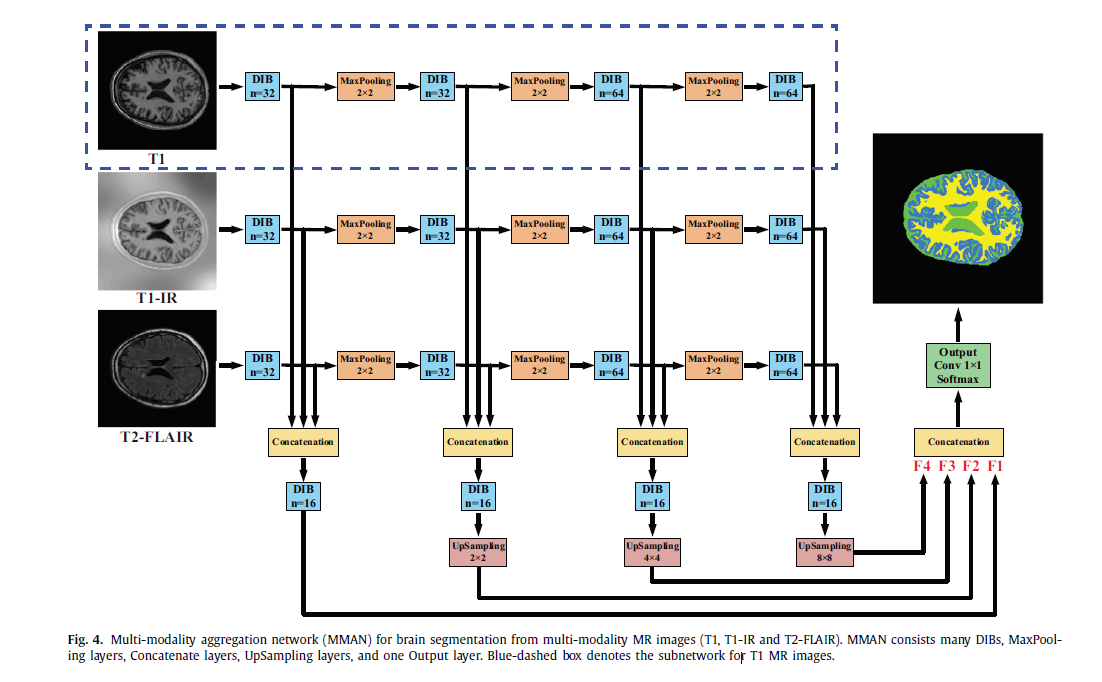 DIB
n=32
MaxPooling
2×2
DIB
n=32
MaxPooling
2×2
DIB
n=64
MaxPooling
2×2
DIB
n=64
T1
DIB
n=32
MaxPooling
2×2
DIB
n=32
MaxPooling
2×2
DIB
n=64
MaxPooling
2×2
DIB
n=64
T1-IR
DIB
n=32
MaxPooling
2×2
DIB
n=32
MaxPooling
2×2
DIB
n=64
MaxPooling
2×2
DIB
n=64
T2-FLAIR
Concatenation
Concatenation
Concatenation
Concatenation
DIB
n=16
DIB
n=16
DIB
n=16
DIB
n=16
UpSampling
2×2
UpSampling
4×4
UpSampling
8×8
Output
Conv 1×1
Softmax
Concatenation
F4 F3 F2 F1
Fig. 4. Multi-modality aggregation network (MMAN) for brain segmentation from multi-modality MR images (T1, T1-IR and T2-FLAIR). MMAN consists many DIBs, MaxPool-
ing layers, Concatenate layers, UpSampling layers, and one Output layer. Blue-dashed box denotes the subnetwork for T1 MR images.